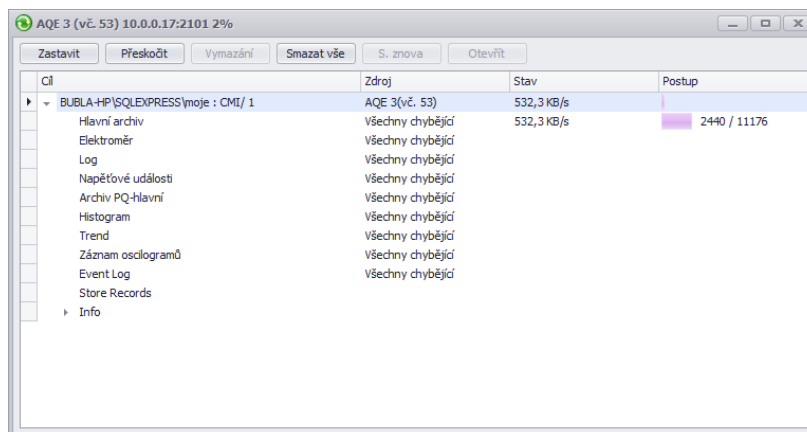 AQE 3 (vč. 53) 10.0.0.17:2101 2%
Zastavit Přeskočit Vymazání Smazat vše S. znova Otevřít
Cíl Zdroj Stav Postup
BUBLA-HP\SQLEXPRESS\moje : CMI/ 1 AQE 3(vč. 53) 532,3 KB/s
Hlavní archiv Všechny chybějící 532,3 KB/s 2440 / 11176
Elektroměr Všechny chybějící
Log Všechny chybějící
Napěťové události Všechny chybějící
Archiv PQ-hlavní Všechny chybějící
Histogram Všechny chybějící
Trend Všechny chybějící
Záznam oscilogramů Všechny chybějící
Event Log Všechny chybějící
Store Records
Info